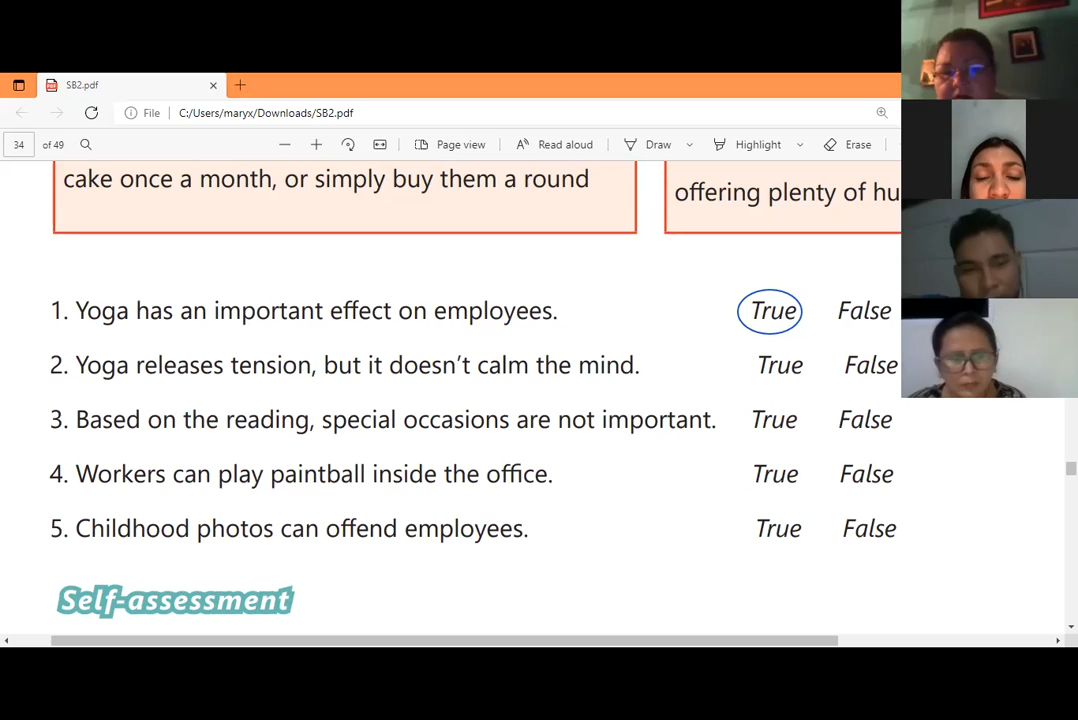 SB2.pdf
File C:/Users/maryx/Downloads/SB2.pdf
34 of 49 Page view Read aloud Draw Highlight Erase
cake once a month, or simply buy them a round
offering plenty of hu
1. Yoga has an important effect on employees. True False
2. Yoga releases tension, but it doesn't calm the mind. True False
3. Based on the reading, special occasions are not important. True False
4. Workers can play paintball inside the office. True False
5. Childhood photos can offend employees. True False
Self-assessment